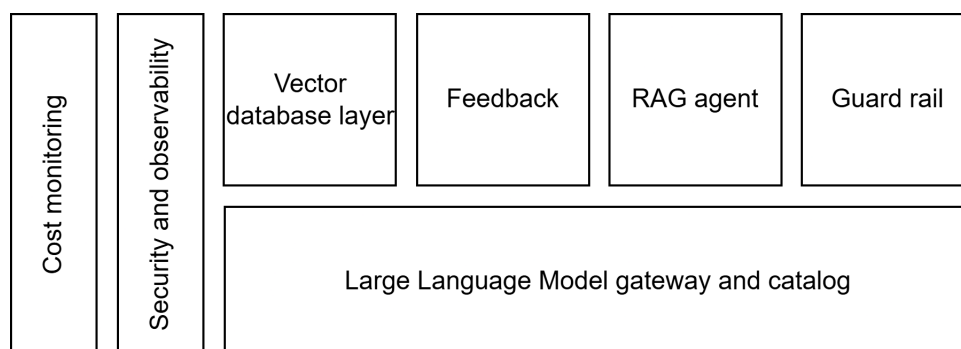 Cost monitoring
Security and observability
Vector
database layer
Feedback
RAG agent
Guard rail
Large Language Model gateway and catalog